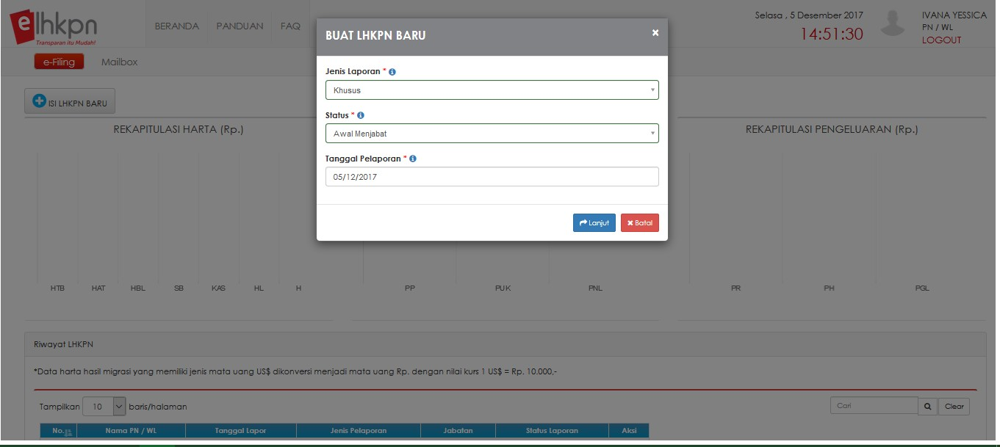 elhkpn
Transparan itu Mudah!
BERANDA PANDUAN FAQ
Selasa , 5 Desember 2017
14:51:30
IVANA YESSICA
PN / WL
LOGOUT
e-Filing Mailbox
ISI LHKPN BARU
BUAT LHKPN BARU ×
Jenis Laporan *
Khusus
Status *
Awal Menjabat
Tanggal Pelaporan *
05/12/2017
Lanjut Batal
REKAPITULASI HARTA (Rp.) REKAPITULASI PENGELUARAN (Rp.)
HTB HAT HBL SB KAS HL H PP PUK PNL PR PH PGL
Riwayat LHKPN
*Data harta hasil migrasi yang memiliki jenis mata uang US$ dikonversi menjadi mata uang Rp. dengan nilai kurs 1 US$ = Rp. 10.000,-
Tampilkan 10 baris/halaman Cari Clear
No. Nama PN / WL Tanggal Lapor Jenis Pelaporan Jabatan Status Laporan Aksi